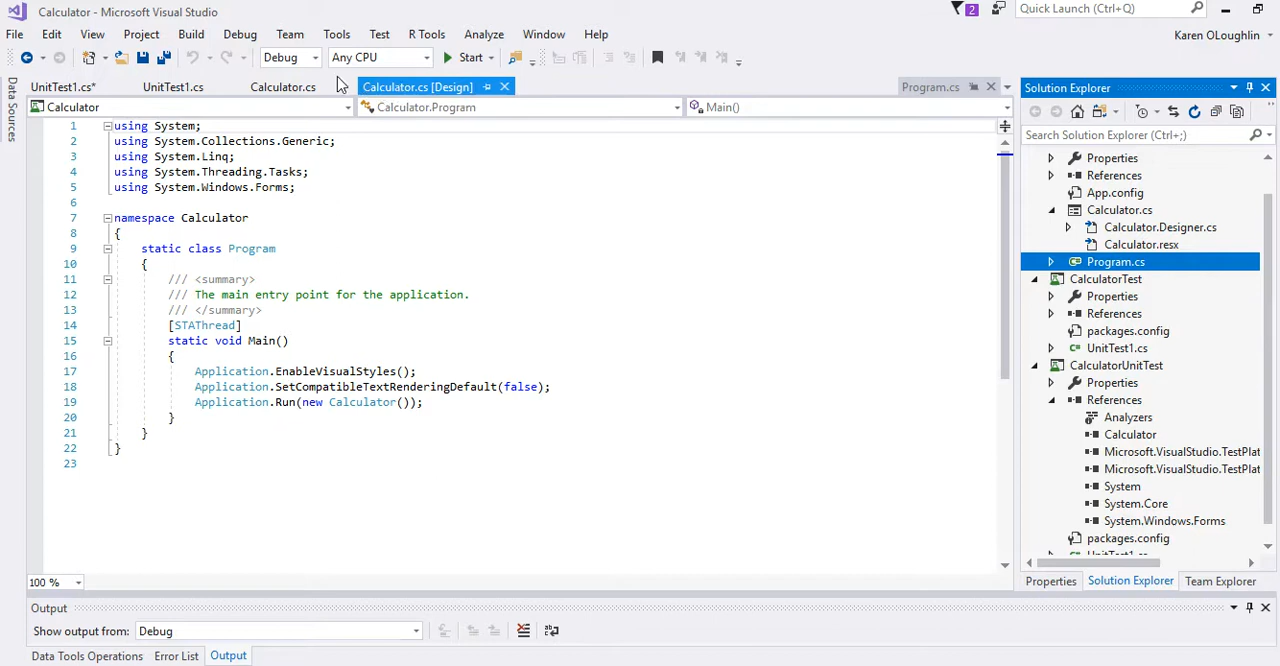 Calculator - Microsoft Visual Studio
2
Quick Launch (Ctrl+Q)
File Edit View Project Build Debug Team Tools Test R Tools Analyze Window Help
Karen OLoughlin
Debug Any CPU Start
UnitTest1.cs* UnitTest1.cs Calculator.cs Calculator.cs [Design] Program.cs
Calculator Calculator.Program Main()
Data Sources
1 using System;
2 using System.Collections.Generic;
3 using System.Linq;
4 using System.Threading.Tasks;
5 using System.Windows.Forms;
6
7 namespace Calculator
8 {
9 static class Program
10 {
11 /// <summary>
12 /// The main entry point for the application.
13 /// </summary>
14 [STAThread]
15 static void Main()
16 {
17 Application.EnableVisualStyles();
18 Application.SetCompatibleTextRenderingDefault(false);
19 Application.Run(new Calculator());
20 }
21 }
22 }
23
100 %
Solution Explorer
Search Solution Explorer (Ctrl+;)
Properties
References
App.config
Calculator.cs
Calculator.Designer.cs
Calculator.resx
Program.cs
CalculatorTest
Properties
References
packages.config
UnitTest1.cs
CalculatorUnitTest
Properties
References
Analyzers
Calculator
Microsoft.VisualStudio.TestPlat
Microsoft.VisualStudio.TestPlat
System
System.Core
System.Windows.Forms
packages.config
UnitTest1.cs
Properties Solution Explorer Team Explorer
Output
Show output from: Debug
Data Tools Operations Error List Output